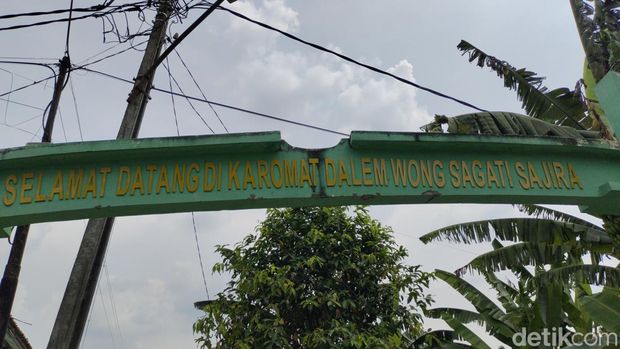 SELAMAT DATANG DI KAROMAT DALEM WONG SAGATI SAJIRA
detikcom